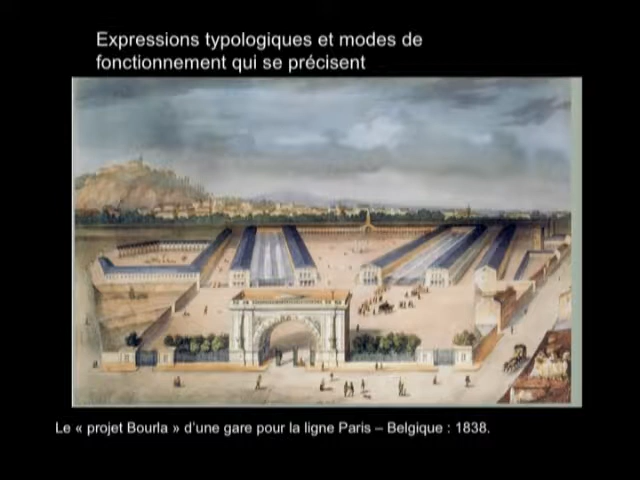 Expressions typologiques et modes de
fonctionnement qui se précisent
Le « projet Bourla » d'une gare pour la ligne Paris – Belgique : 1838.